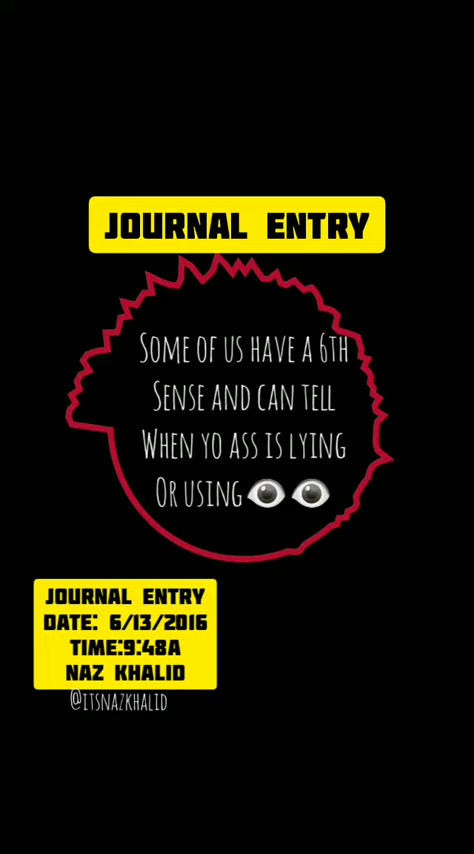 JOURNAL ENTRY
SOME OF US HAVE A 6TH
SENSE AND CAN TELL
WHEN YO ASS IS LYING
OR USING 👁👁
JOURNAL ENTRY
DATE: 6/13/2016
TIME:9:48A
NAZ KHALID
@ITSNAZKHALID